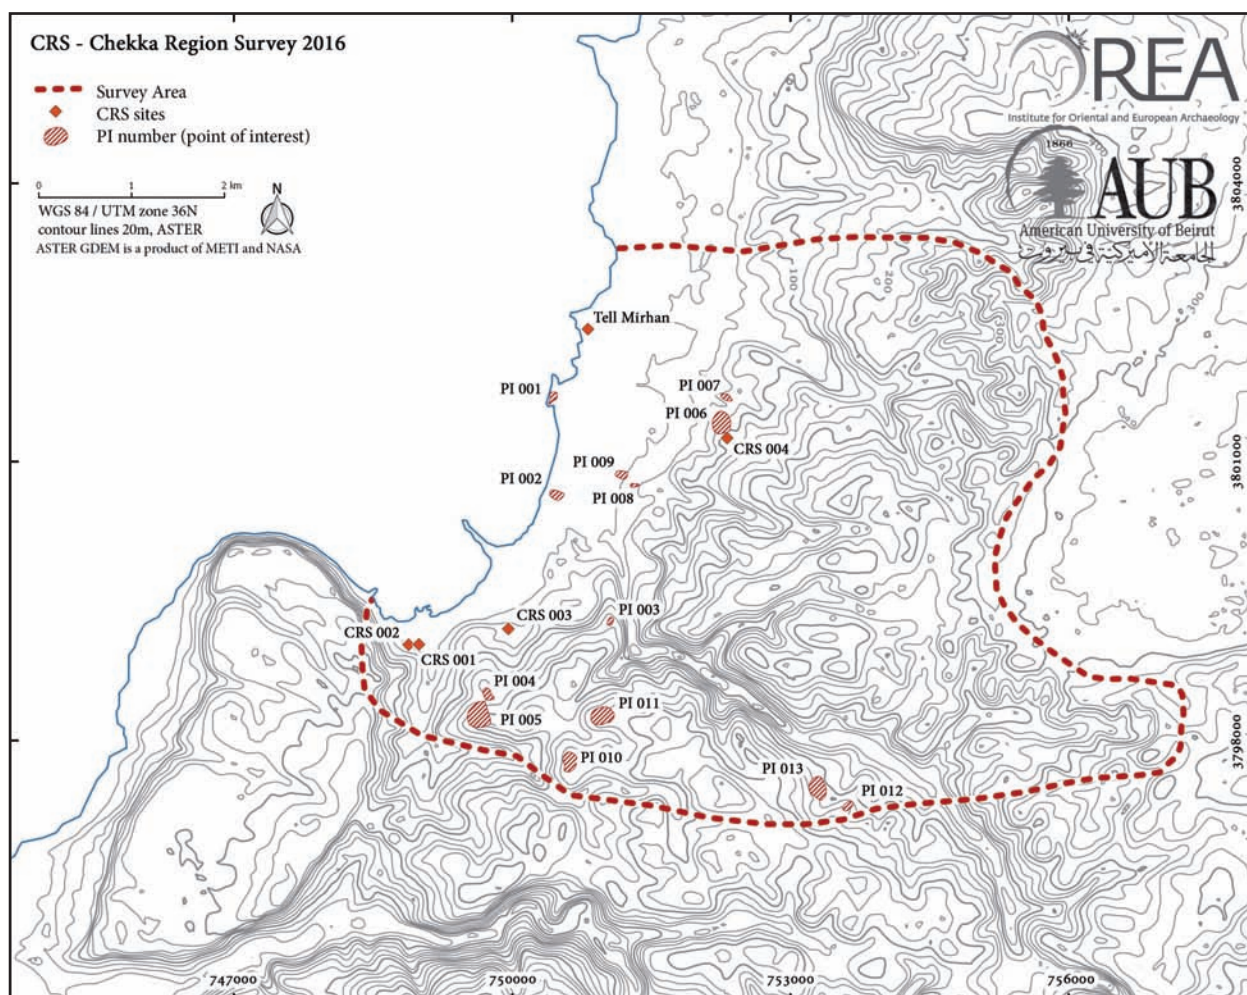 CRS - Chekka Region Survey 2016
Survey Area
CRS sites
PI number (point of interest)
0 1 2 km
N
WGS 84 / UTM zone 36N
contour lines 20m, ASTER
ASTER GDEM is a product of METI and NASA
OREA
Institute for Oriental and European Archaeology
1866
AUB
American University of Beirut
الجامعة الأميركية في بيروت
3804000
100
200
300
300
Tell Mirhan
PI 001
PI 007
PI 006
CRS 004
PI 009
PI 002
PI 008
3801000
PI 003
CRS 003
CRS 002
CRS 001
PI 004
PI 005
PI 011
PI 010
PI 013
PI 012
3798000
747000
750000
753000
756000